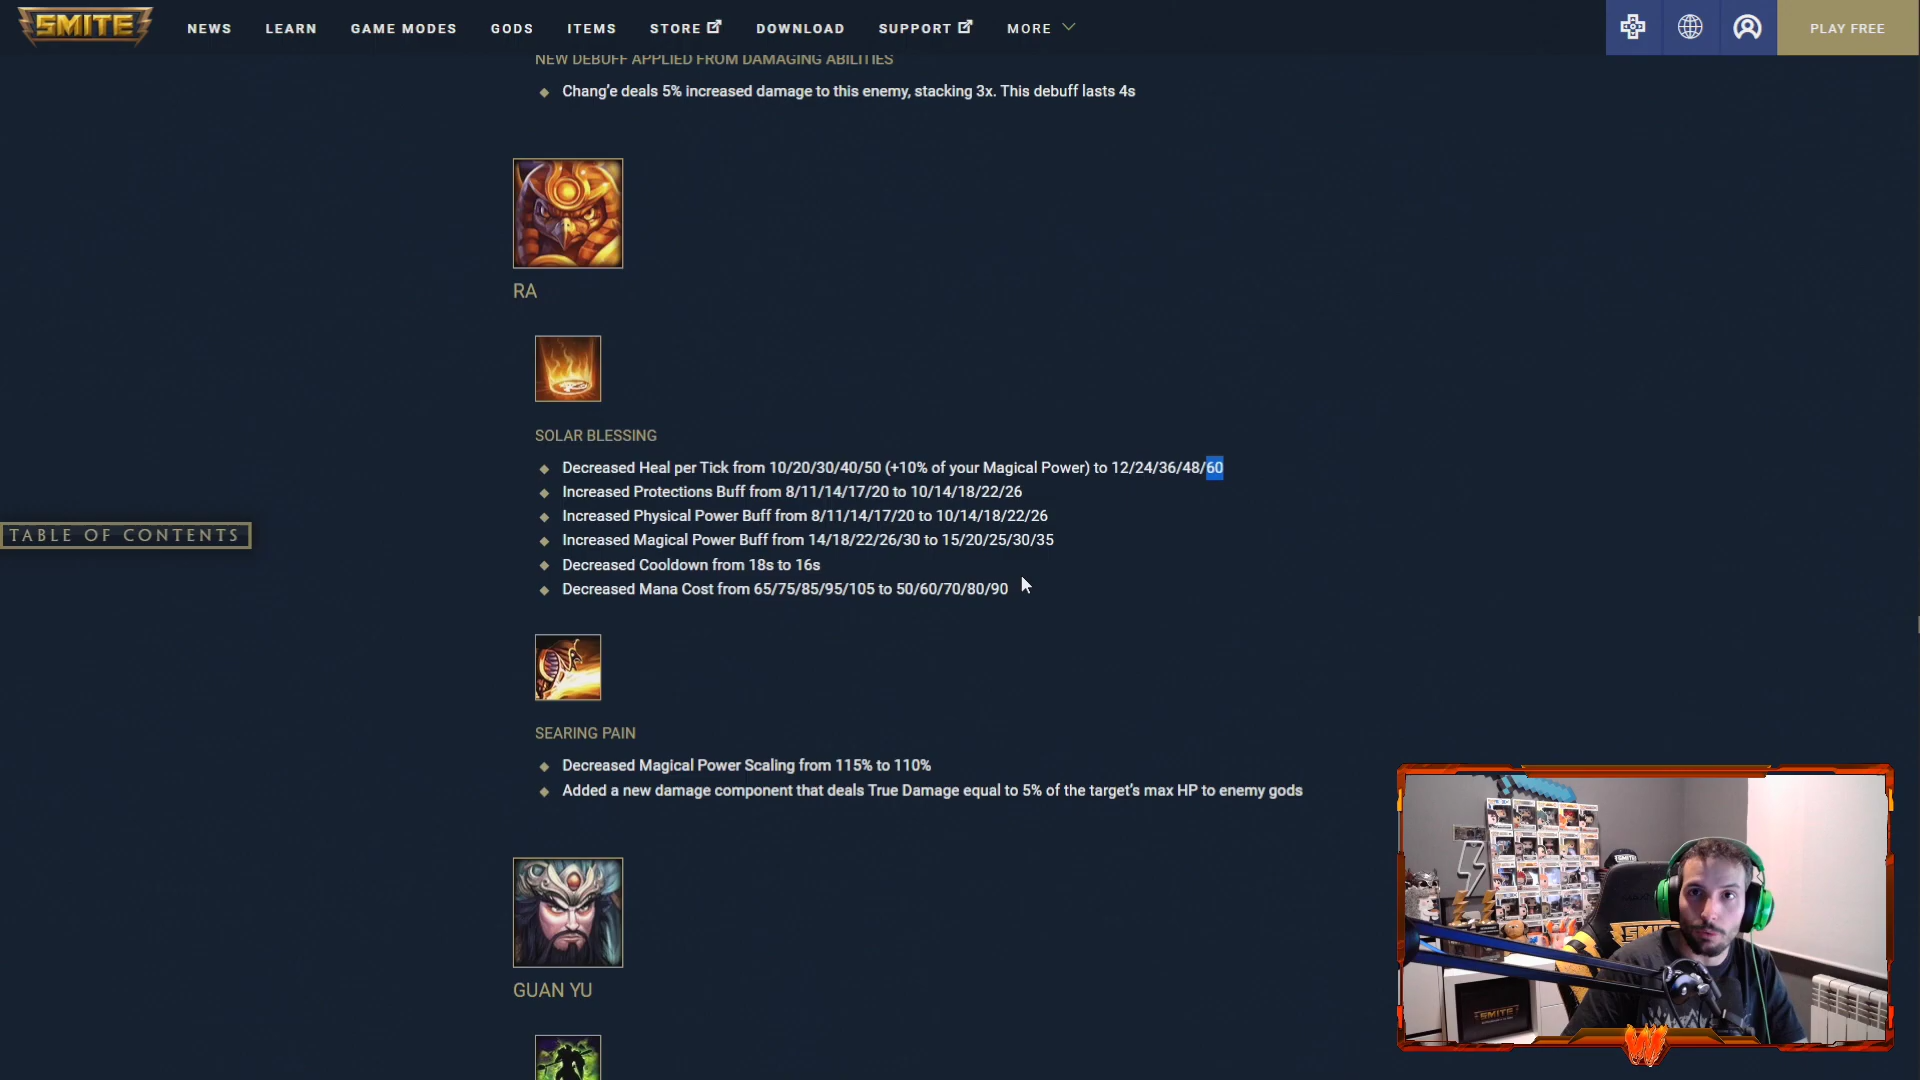 SMITE
NEWS LEARN GAME MODES GODS ITEMS STORE DOWNLOAD SUPPORT MORE PLAY FREE
NEW DEBUFF APPLIED FROM DAMAGING ABILITIES
Chang'e deals 5% increased damage to this enemy, stacking 3x. This debuff lasts 4s
RA
SOLAR BLESSING
Decreased Heal per Tick from 10/20/30/40/50 (+10% of your Magical Power) to 12/24/36/48/60
Increased Protections Buff from 8/11/14/17/20 to 10/14/18/22/26
Increased Physical Power Buff from 8/11/14/17/20 to 10/14/18/22/26
Increased Magical Power Buff from 14/18/22/26/30 to 15/20/25/30/35
Decreased Cooldown from 18s to 16s
Decreased Mana Cost from 65/75/85/95/105 to 50/60/70/80/90
TABLE OF CONTENTS
SEARING PAIN
Decreased Magical Power Scaling from 115% to 110%
Added a new damage component that deals True Damage equal to 5% of the target's max HP to enemy gods
GUAN YU
SMITE